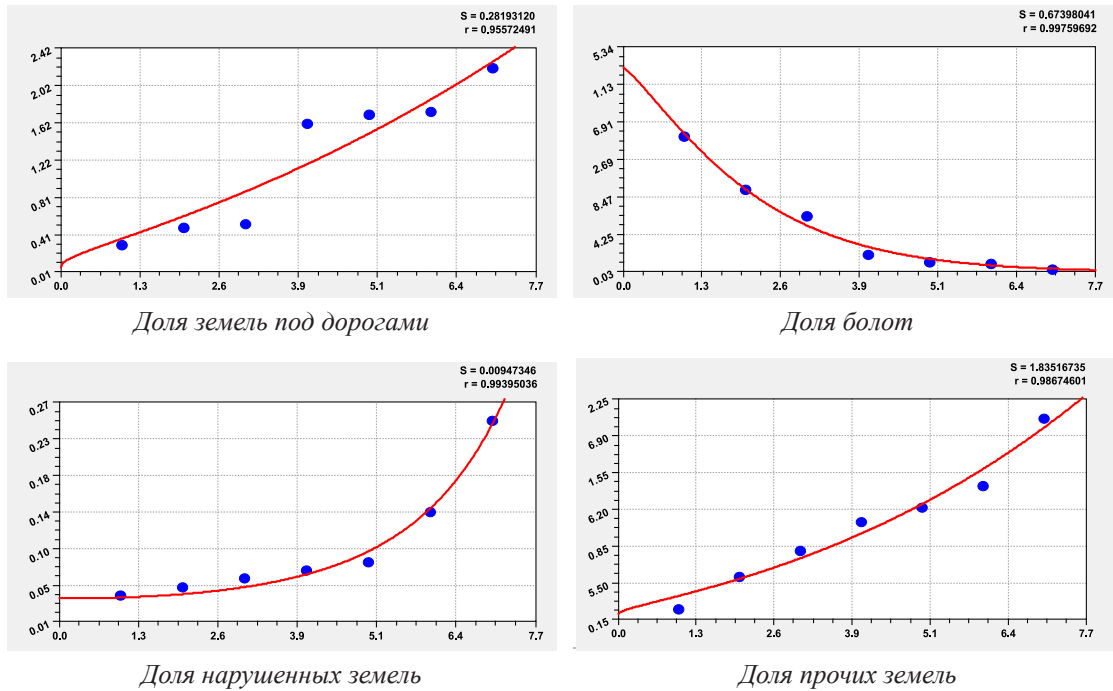 S = 0.28193120
r = 0.95572491
2.42
2.02
1.62
1.22
0.81
0.41
0.01
0.0 1.3 2.6 3.9 5.1 6.4 7.7
Доля земель под дорогами
S = 0.67398041
r = 0.99759692
5.34
1.13
6.91
2.69
8.47
4.25
0.03
0.0 1.3 2.6 3.9 5.1 6.4 7.7
Доля болот
S = 0.00947346
r = 0.99395036
0.27
0.23
0.18
0.14
0.10
0.05
0.01
0.0 1.3 2.6 3.9 5.1 6.4 7.7
Доля нарушенных земель
S = 1.83516735
r = 0.98674601
2.25
6.90
1.55
6.20
0.85
5.50
0.15
0.0 1.3 2.6 3.9 5.1 6.4 7.7
Доля прочих земель